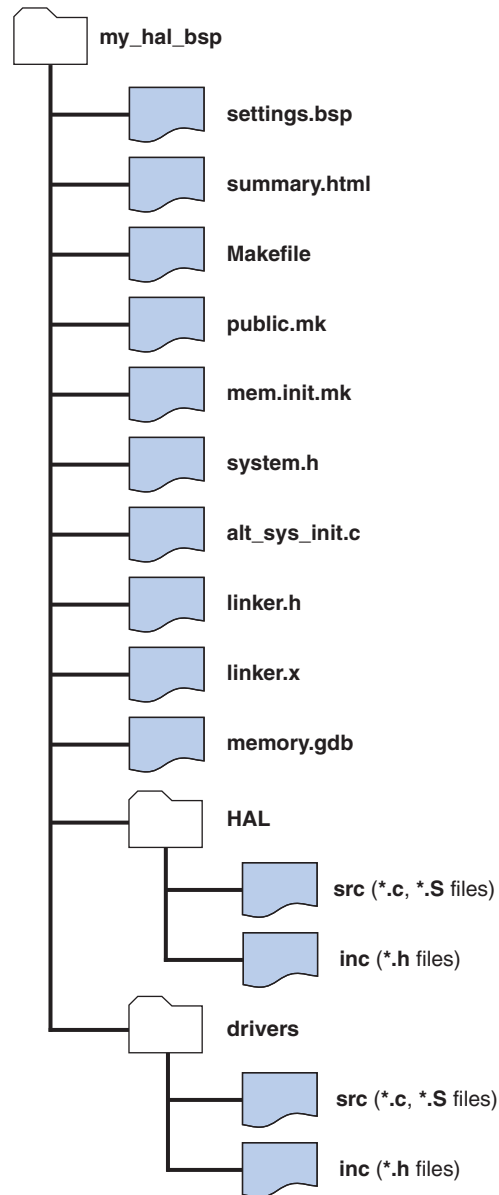 my_hal_bsp
settings.bsp
summary.html
Makefile
public.mk
mem.init.mk
system.h
alt_sys_init.c
linker.h
linker.x
memory.gdb
HAL
src (*.c, *.S files)
inc (*.h files)
drivers
src (*.c, *.S files)
inc (*.h files)